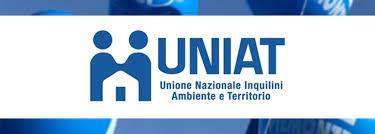 UNIAT
Unione Nazionale Inquilini
Ambiente e Territorio